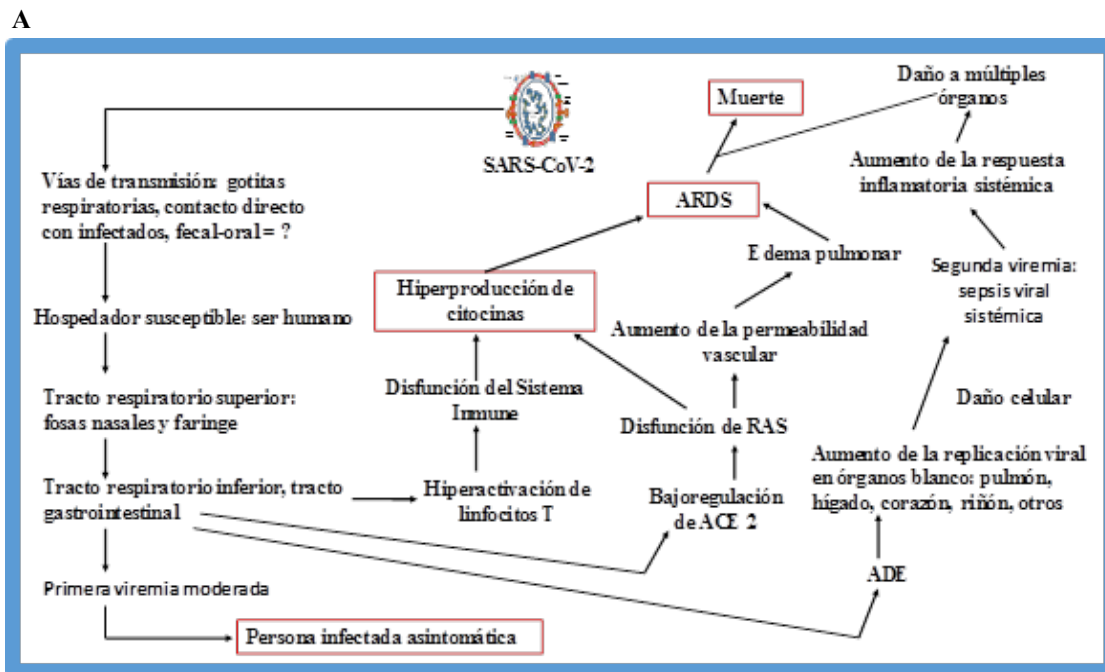 A
SARS-CoV-2
Vías de transmisión: gotitas
respiratorias, contacto directo
con infectados, fecal-oral = ?
Hospedador susceptible: ser humano
Tracto respiratorio superior:
fosas nasales y faringe
Tracto respiratorio inferior, tracto
gastrointestinal
Primera viremia moderada
Persona infectada asintomática
Hiperactivación de
linfocitos T
Disfunción del Sistema
Inmune
Hiperproducción de
citocinas
Bajoregulación
de ACE 2
Disfunción de RAS
Aumento de la permeabilidad
vascular
Edema pulmonar
ARDS
Muerte
ADE
Aumento de la replicación viral
en órganos blanco: pulmón,
hígado, corazón, riñón, otros
Daño celular
Segunda viremia:
sepsis viral
sistémica
Aumento de la respuesta
inflamatoria sistémica
Daño a múltiples
órganos